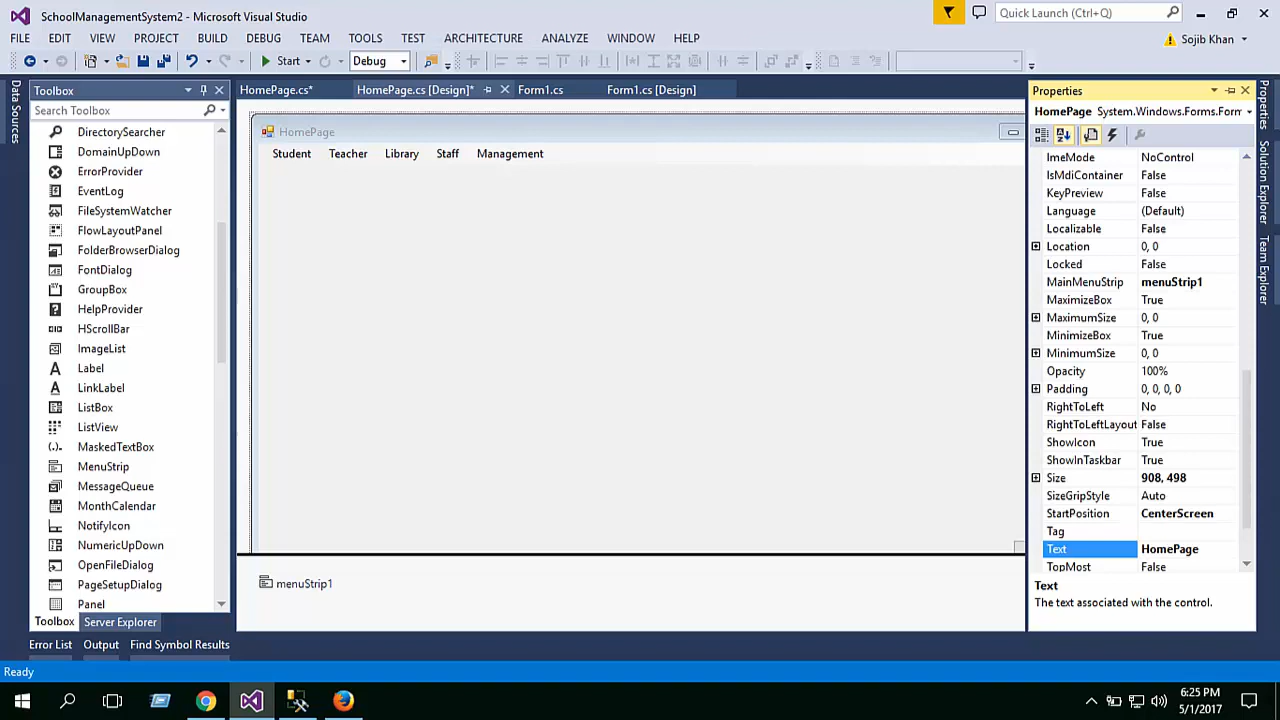 SchoolManagementSystem2 - Microsoft Visual Studio
Quick Launch (Ctrl+Q)
FILE EDIT VIEW PROJECT BUILD DEBUG TEAM TOOLS TEST ARCHITECTURE ANALYZE WINDOW HELP
Sojib Khan
Start Debug
Data Sources
Toolbox
Search Toolbox
DirectorySearcher
DomainUpDown
ErrorProvider
EventLog
FileSystemWatcher
FlowLayoutPanel
FolderBrowserDialog
FontDialog
GroupBox
HelpProvider
HScrollBar
ImageList
Label
LinkLabel
ListBox
ListView
MaskedTextBox
MenuStrip
MessageQueue
MonthCalendar
NotifyIcon
NumericUpDown
OpenFileDialog
PageSetupDialog
Panel
Toolbox Server Explorer
HomePage.cs* HomePage.cs [Design]* Form1.cs Form1.cs [Design]
HomePage
Student Teacher Library Staff Management
menuStrip1
Properties
HomePage System.Windows.Forms.Form
ImeMode NoControl
IsMdiContainer False
KeyPreview False
Language (Default)
Localizable False
Location 0, 0
Locked False
MainMenuStrip menuStrip1
MaximizeBox True
MaximumSize 0, 0
MinimizeBox True
MinimumSize 0, 0
Opacity 100%
Padding 0, 0, 0, 0
RightToLeft No
RightToLeftLayout False
ShowIcon True
ShowInTaskbar True
Size 908, 498
SizeGripStyle Auto
StartPosition CenterScreen
Tag
Text HomePage
TopMost False
Text
The text associated with the control.
Properties
Solution Explorer
Team Explorer
Error List Output Find Symbol Results
Ready
6:25 PM
5/1/2017